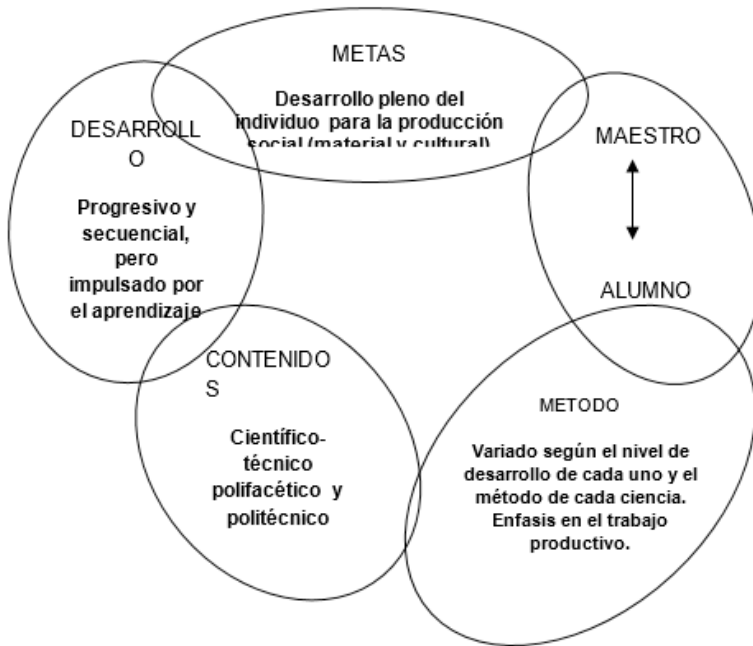 METAS
Desarrollo pleno del
individuo para la producción
social (material y cultural)
DESARROLL
O
Progresivo y
secuencial,
pero
impulsado por
el aprendizaje
MAESTRO
ALUMNO
CONTENIDO
S
Científico-
técnico
polifacético y
politécnico
METODO
Variado según el nivel de
desarrollo de cada uno y el
método de cada ciencia.
Enfasis en el trabajo
productivo.